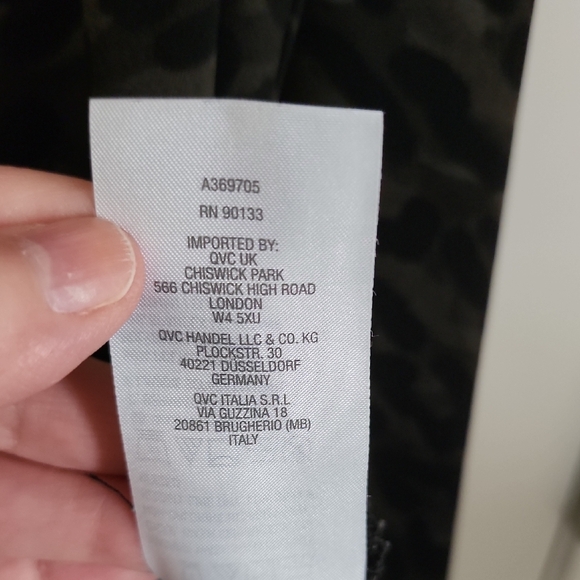 A369705
RN 90133
IMPORTED BY:
QVC UK
CHISWICK PARK
566 CHISWICK HIGH ROAD
LONDON
W4 5XU
QVC HANDEL LLC & CO. KG
PLOCKSTR. 30
40221 DÜSSELDORF
GERMANY
QVC ITALIA S.R.L
VIA GUZZINA 18
20861 BRUGHERIO (MB)
ITALY